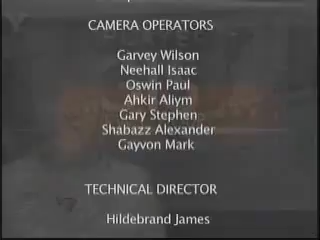 CAMERA OPERATORS
Garvey Wilson
Neehall Isaac
Oswin Paul
Ahkir Aliym
Gary Stephen
Shabazz Alexander
Gayvon Mark
TECHNICAL DIRECTOR
Hildebrand James